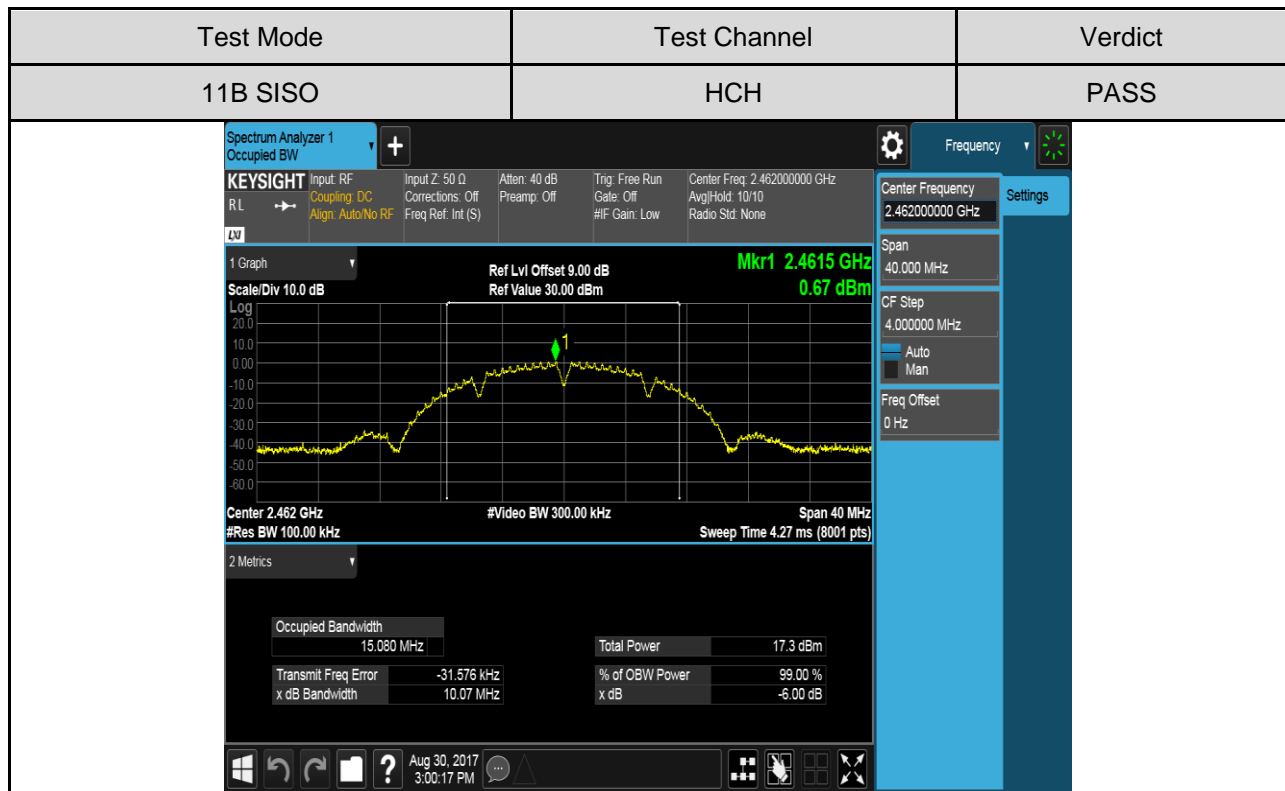 Test Mode Test Channel Verdict
11B SISO HCH PASS
Spectrum Analyzer 1
Occupied BW
+
Frequency
KEYSIGHT Input: RF Input Z: 50 Ω Atten: 40 dB Trig: Free Run Center Freq: 2.462000000 GHz
RL Coupling: DC Corrections: Off Preamp: Off Gate: Off Avg|Hold: 10/10
Align: Auto/No RF Freq Ref: Int (S) #IF Gain: Low Radio Std: None
LXI
Center Frequency
2.462000000 GHz
Settings
Span
40.000 MHz
CF Step
4.000000 MHz
Auto
Man
Freq Offset
0 Hz
1 Graph
Ref Lvl Offset 9.00 dB
Mkr1 2.4615 GHz
Scale/Div 10.0 dB
Ref Value 30.00 dBm
0.67 dBm
Log
20.0
10.0
1
0.00
-10.0
-20.0
-30.0
-40.0
-50.0
-60.0
Center 2.462 GHz #Video BW 300.00 kHz Span 40 MHz
#Res BW 100.00 kHz Sweep Time 4.27 ms (8001 pts)
2 Metrics
Occupied Bandwidth
15.080 MHz Total Power 17.3 dBm
Transmit Freq Error -31.576 kHz % of OBW Power 99.00 %
x dB Bandwidth 10.07 MHz x dB -6.00 dB
? Aug 30, 2017
3:00:17 PM